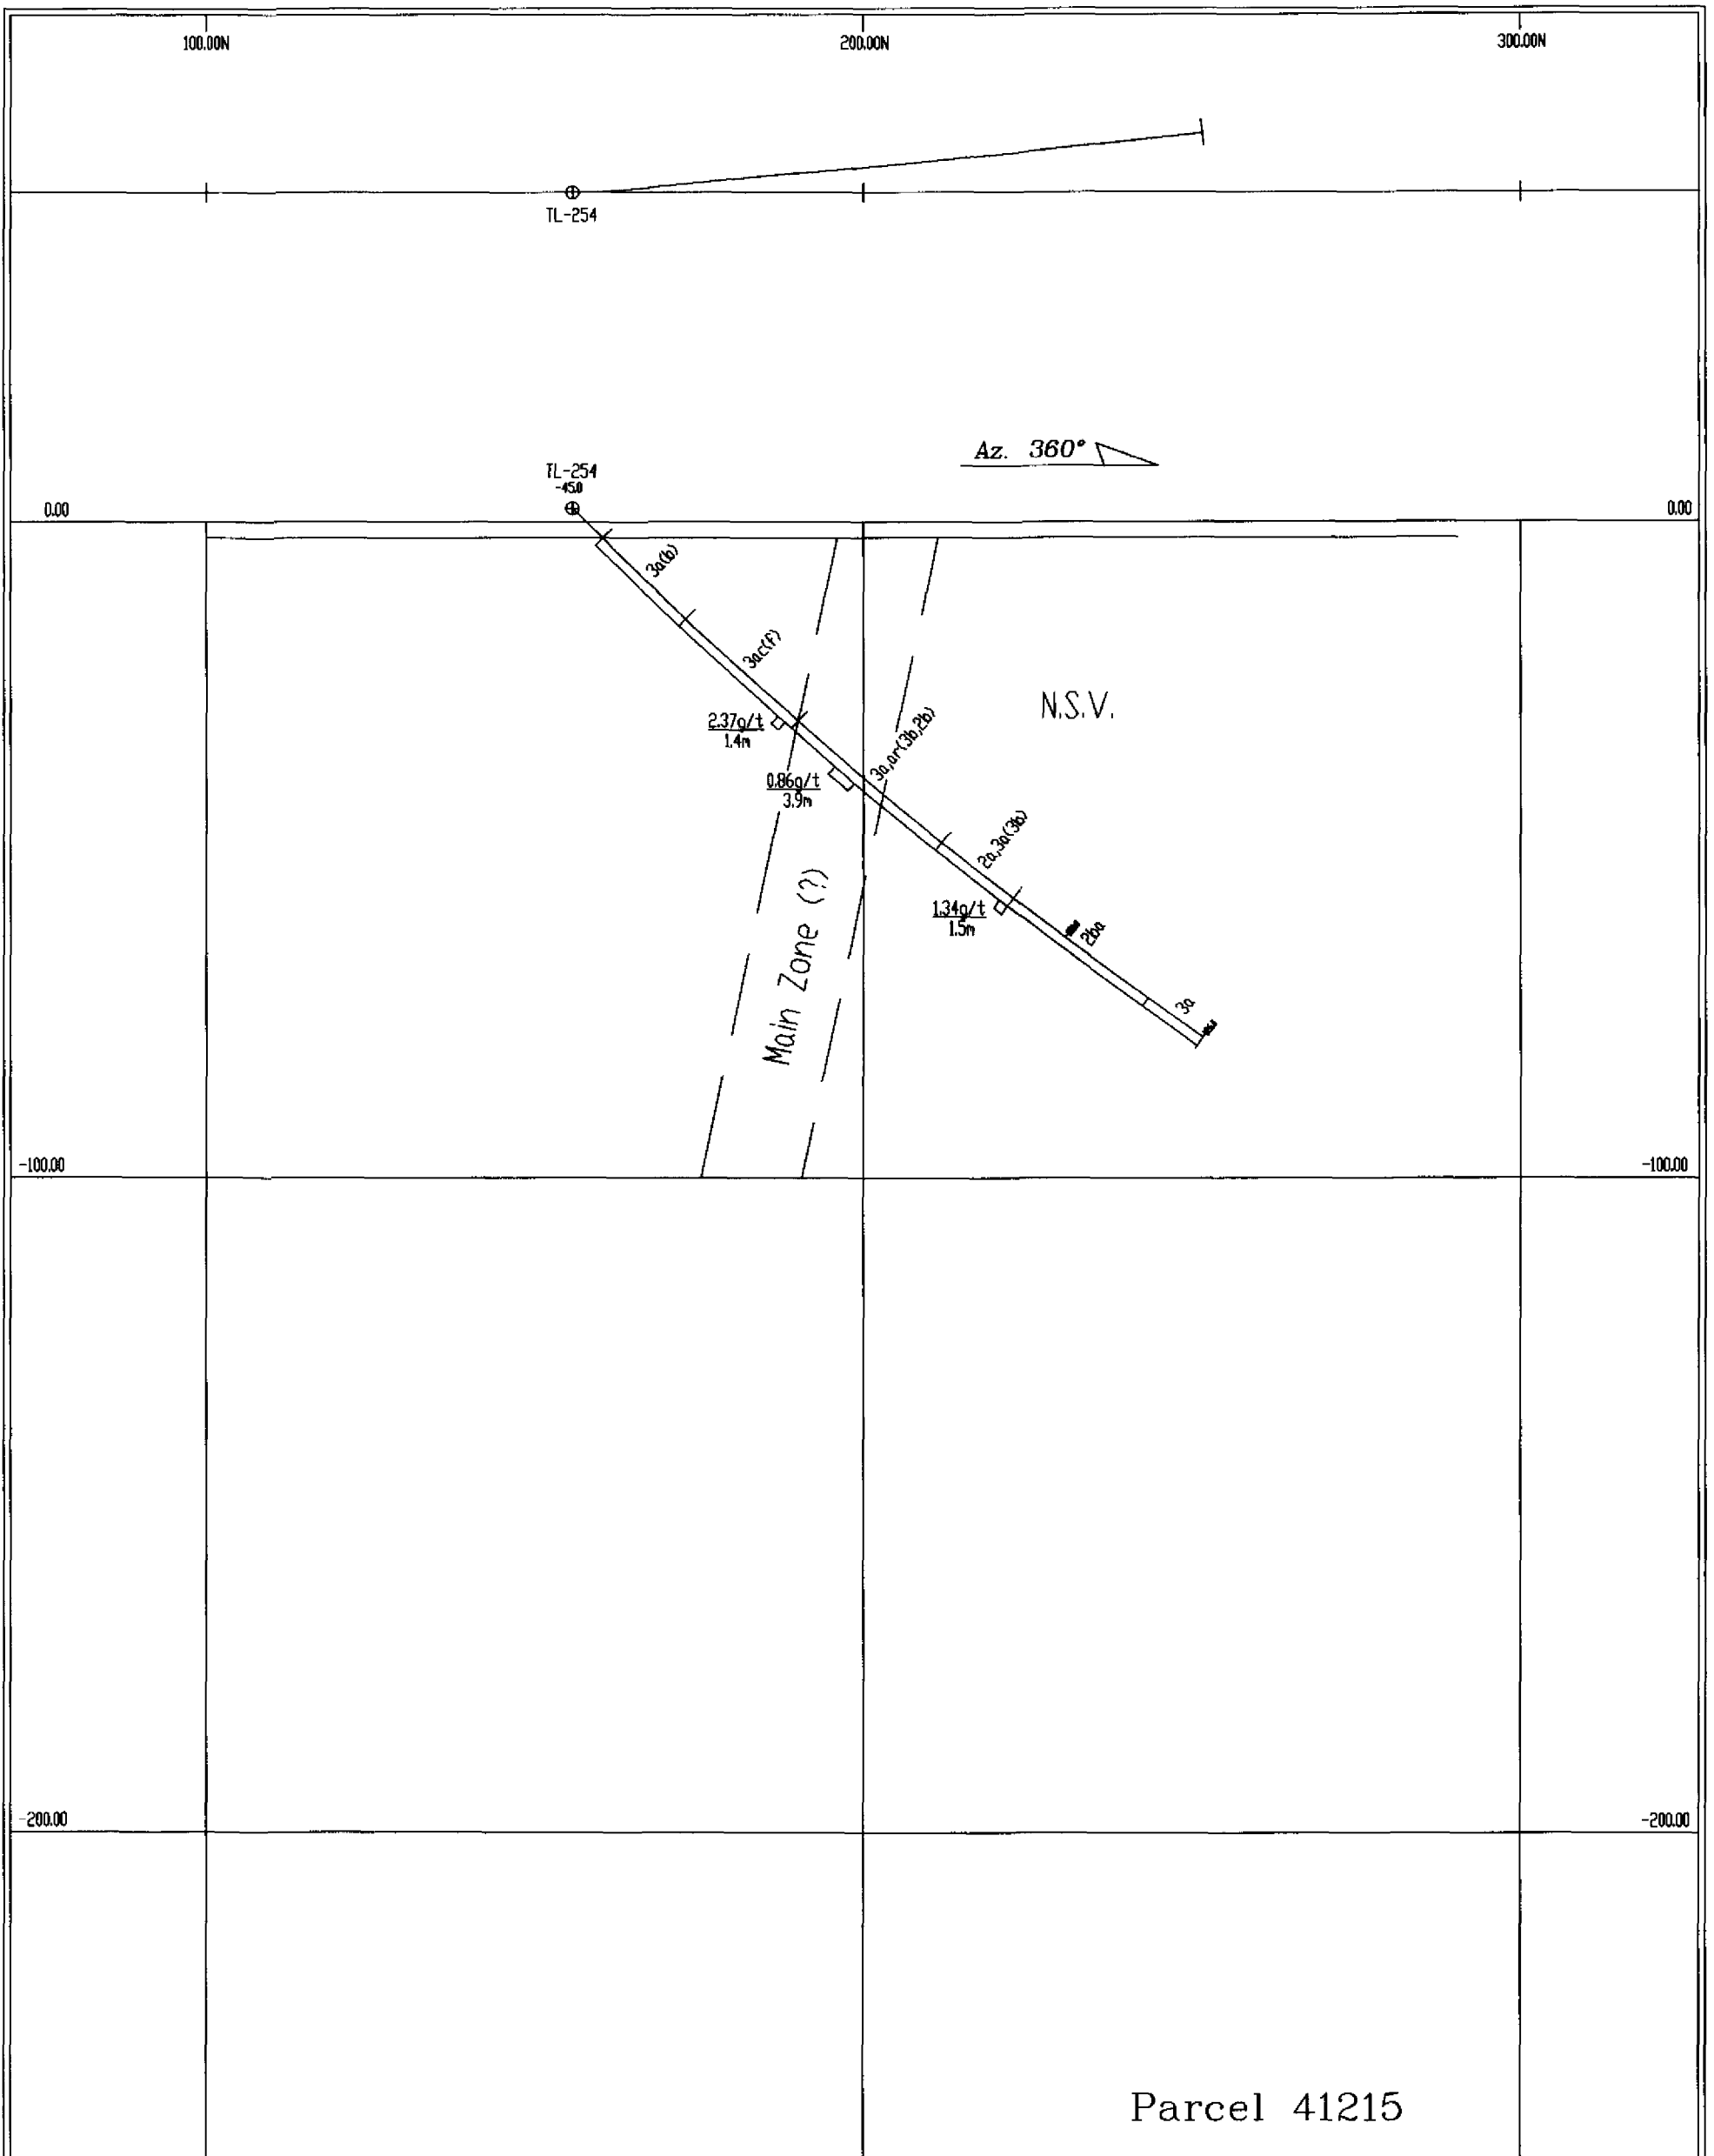 100.00N
200.00N
300.00N
TL-254
Az. 360°
TL-254
-45.0
0.00
0.00
3a(b)
3ac(f)
N.S.V.
2.37g/t
1.4m
3a,ar(3b,2b)
0.86g/t
3.9m
2a,3a(3b)
Main Zone (?)
1.34g/t
1.5m
2ba
3a
-100.00
-100.00
-200.00
-200.00
Parcel 41215